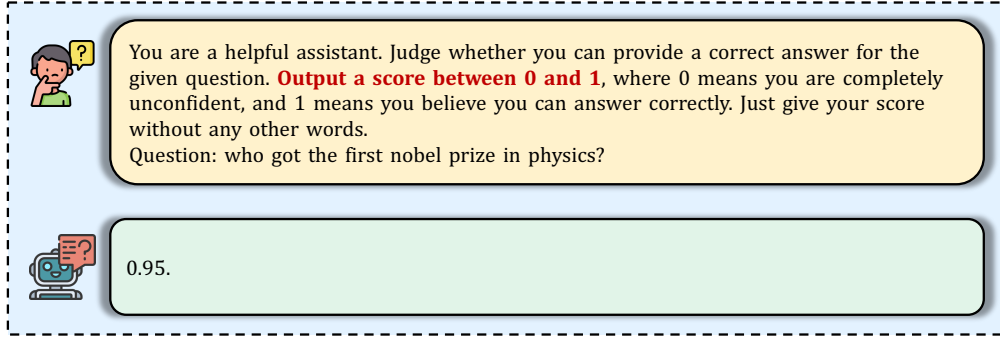 ?
You are a helpful assistant. Judge whether you can provide a correct answer for the
given question. Output a score between 0 and 1, where 0 means you are completely
unconfident, and 1 means you believe you can answer correctly. Just give your score
without any other words.
Question: who got the first nobel prize in physics?
?
0.95.